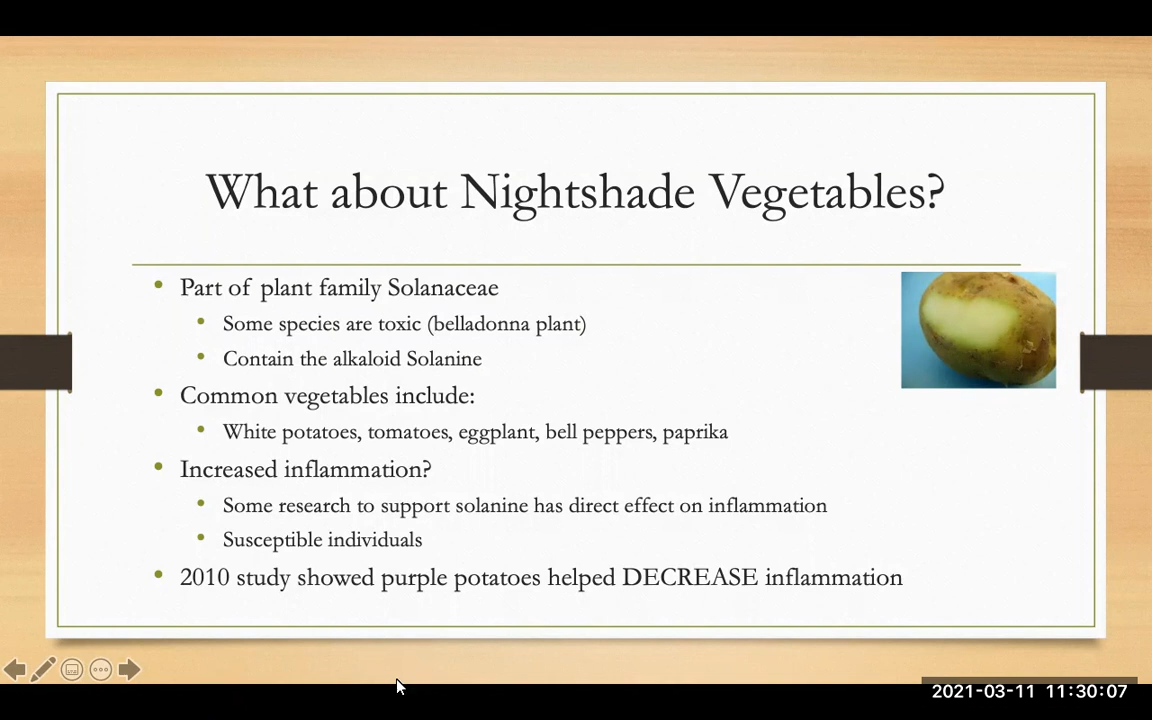 What about Nightshade Vegetables?
• Part of plant family Solanaceae
• Some species are toxic (belladonna plant)
• Contain the alkaloid Solanine
• Common vegetables include:
• White potatoes, tomatoes, eggplant, bell peppers, paprika
• Increased inflammation?
• Some research to support solanine has direct effect on inflammation
• Susceptible individuals
• 2010 study showed purple potatoes helped DECREASE inflammation
2021-03-11 11:30:07